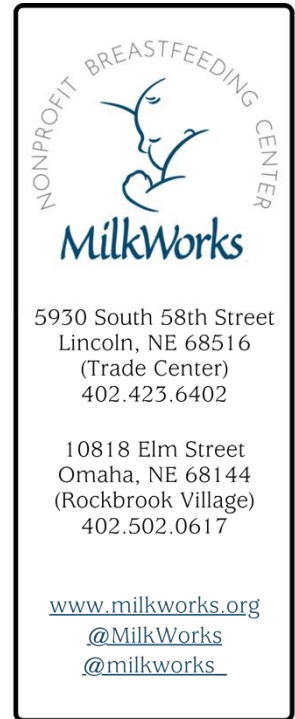 NONPROFIT BREASTFEEDING CENTER
MilkWorks
5930 South 58th Street
Lincoln, NE 68516
(Trade Center)
402.423.6402
10818 Elm Street
Omaha, NE 68144
(Rockbrook Village)
402.502.0617
www.milkworks.org
@MilkWorks
@milkworks_